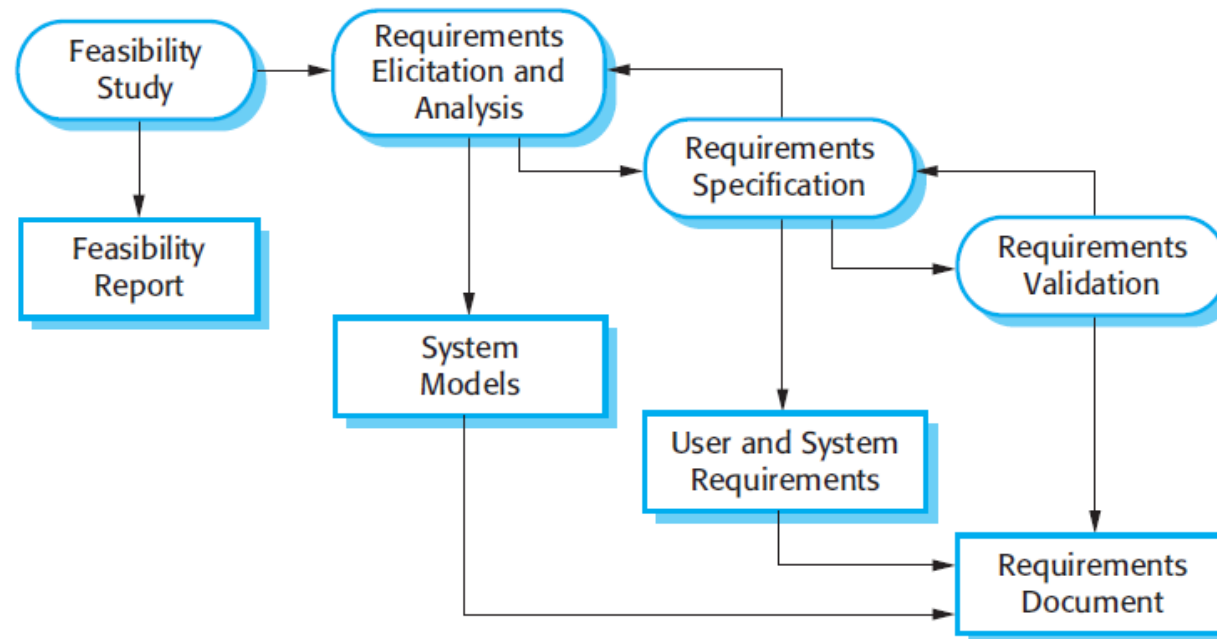 Feasibility
Study
Requirements
Elicitation and
Analysis
Requirements
Specification
Requirements
Validation
Feasibility
Report
System
Models
User and System
Requirements
Requirements
Document